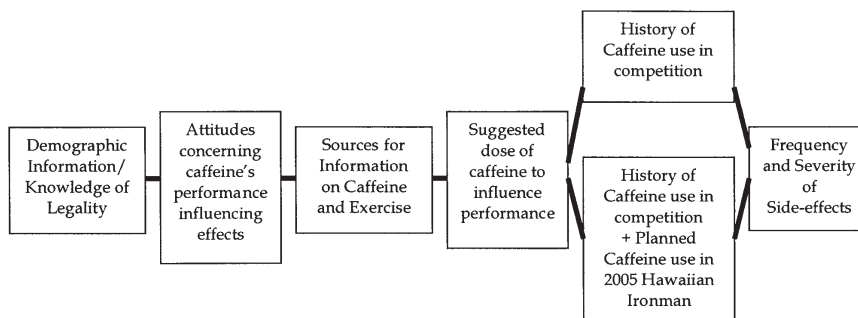 Demographic
Information/
Knowledge of
Legality
Attitudes
concerning
caffeine's
performance
influencing
effects
Sources for
Information
on Caffeine
and Exercise
Suggested
dose of
caffeine to
influence
performance
History of
Caffeine use in
competition
History of
Caffeine use in
competition
+ Planned
Caffeine use in
2005 Hawaiian
Ironman
Frequency
and Severity
of
Side-effects